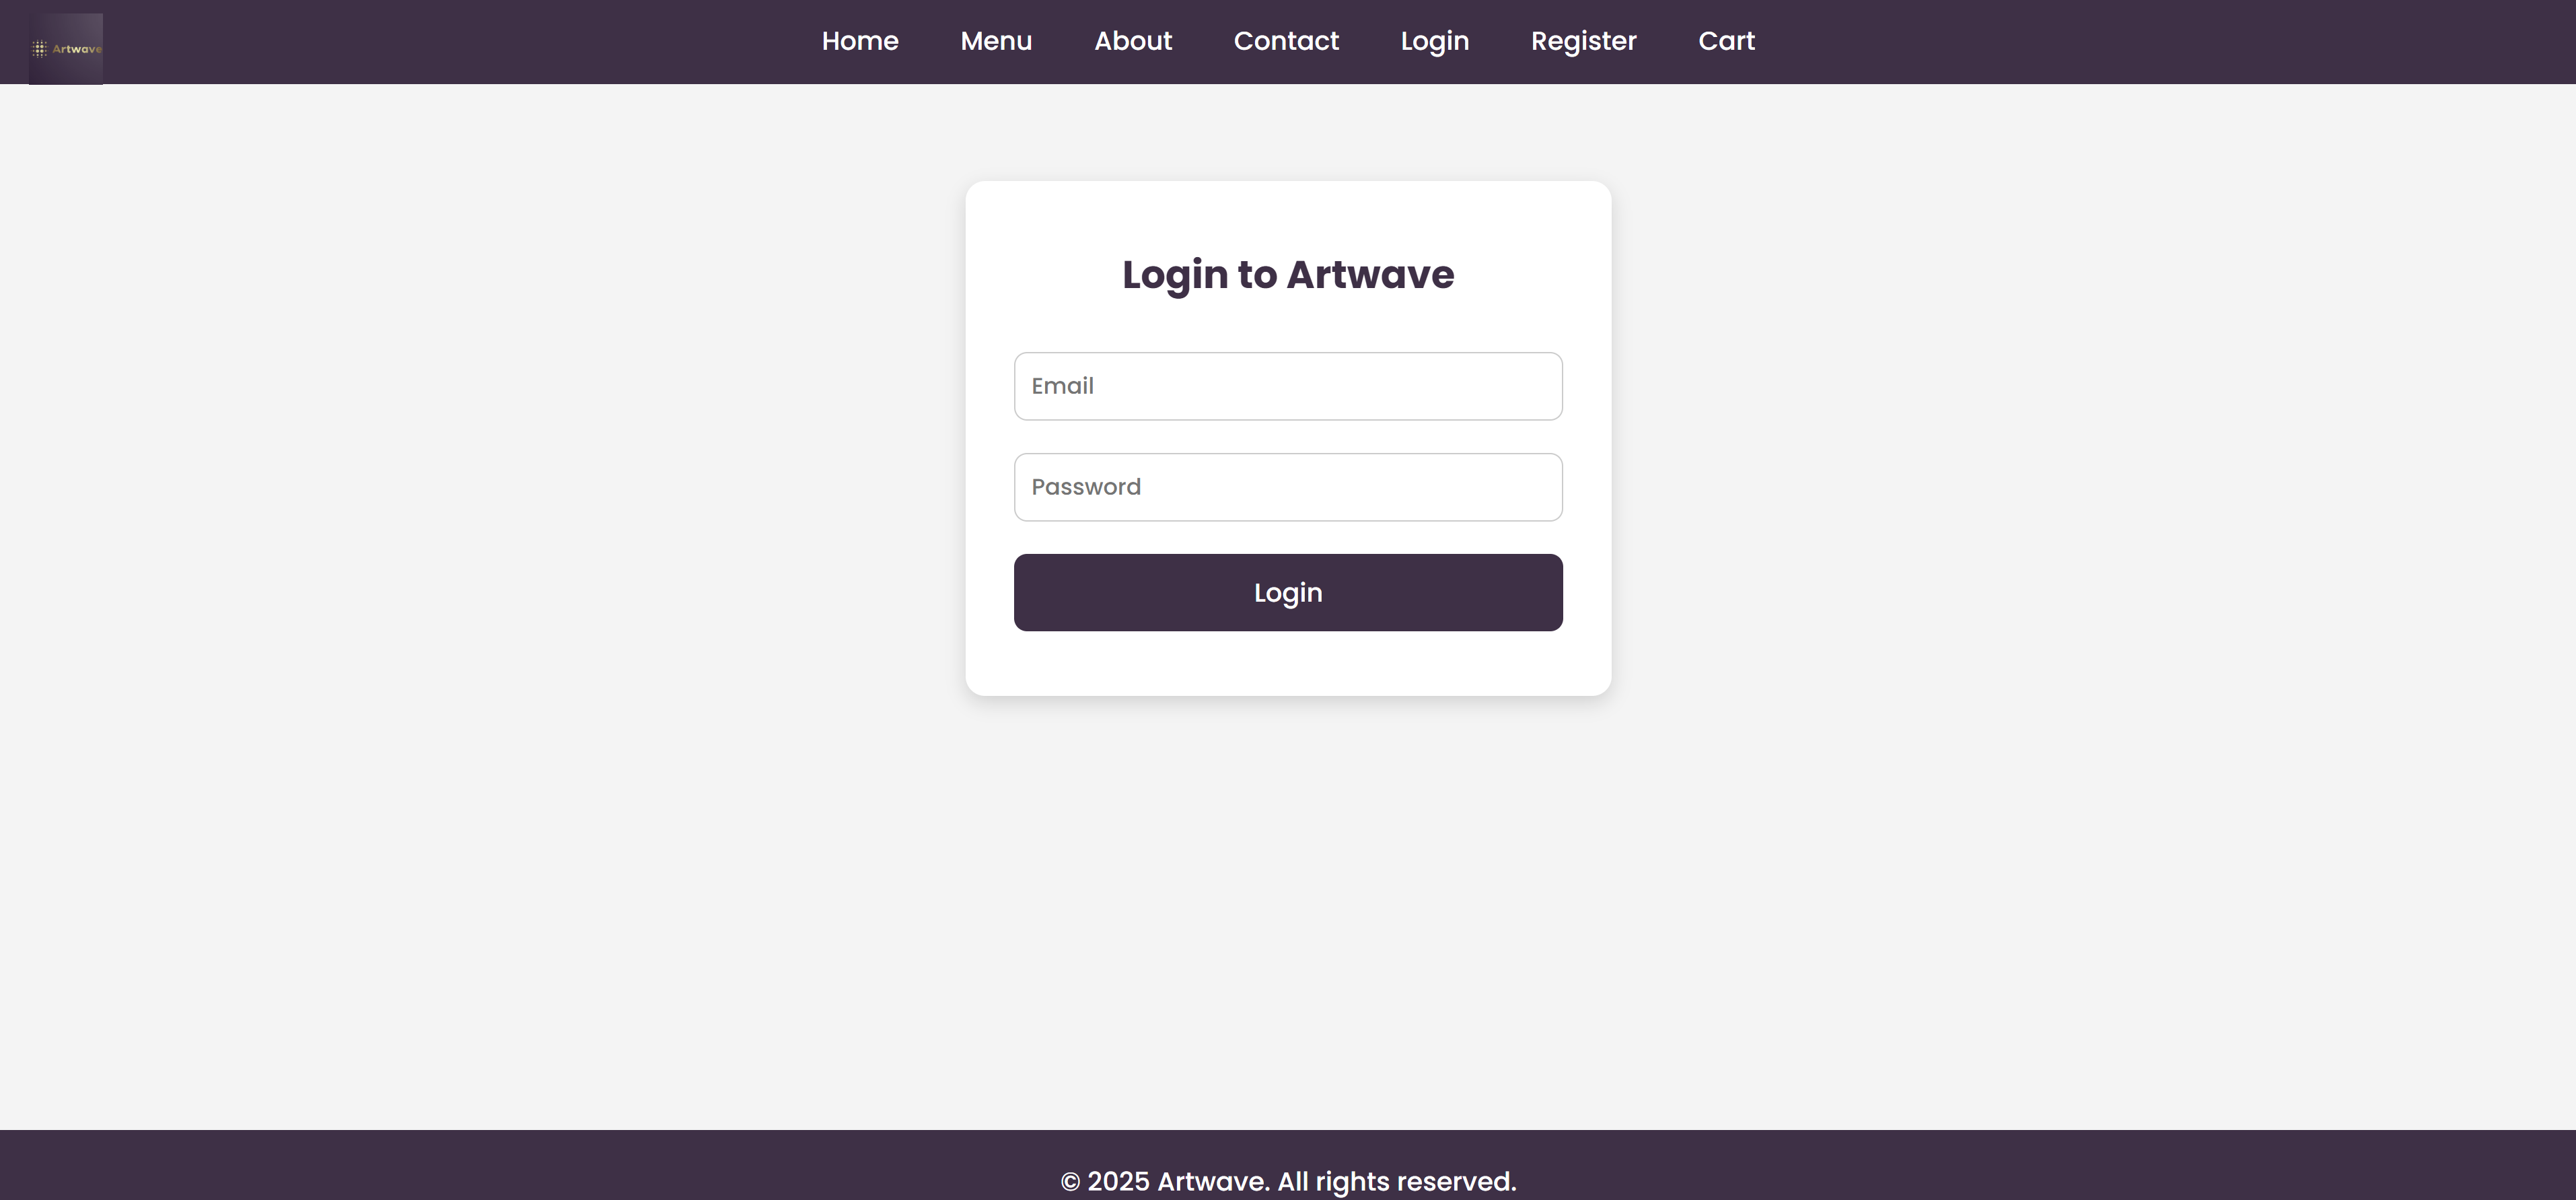 Artwave
Home Menu About Contact Login Register Cart
Login to Artwave
Email
Password
Login
© 2025 Artwave. All rights reserved.